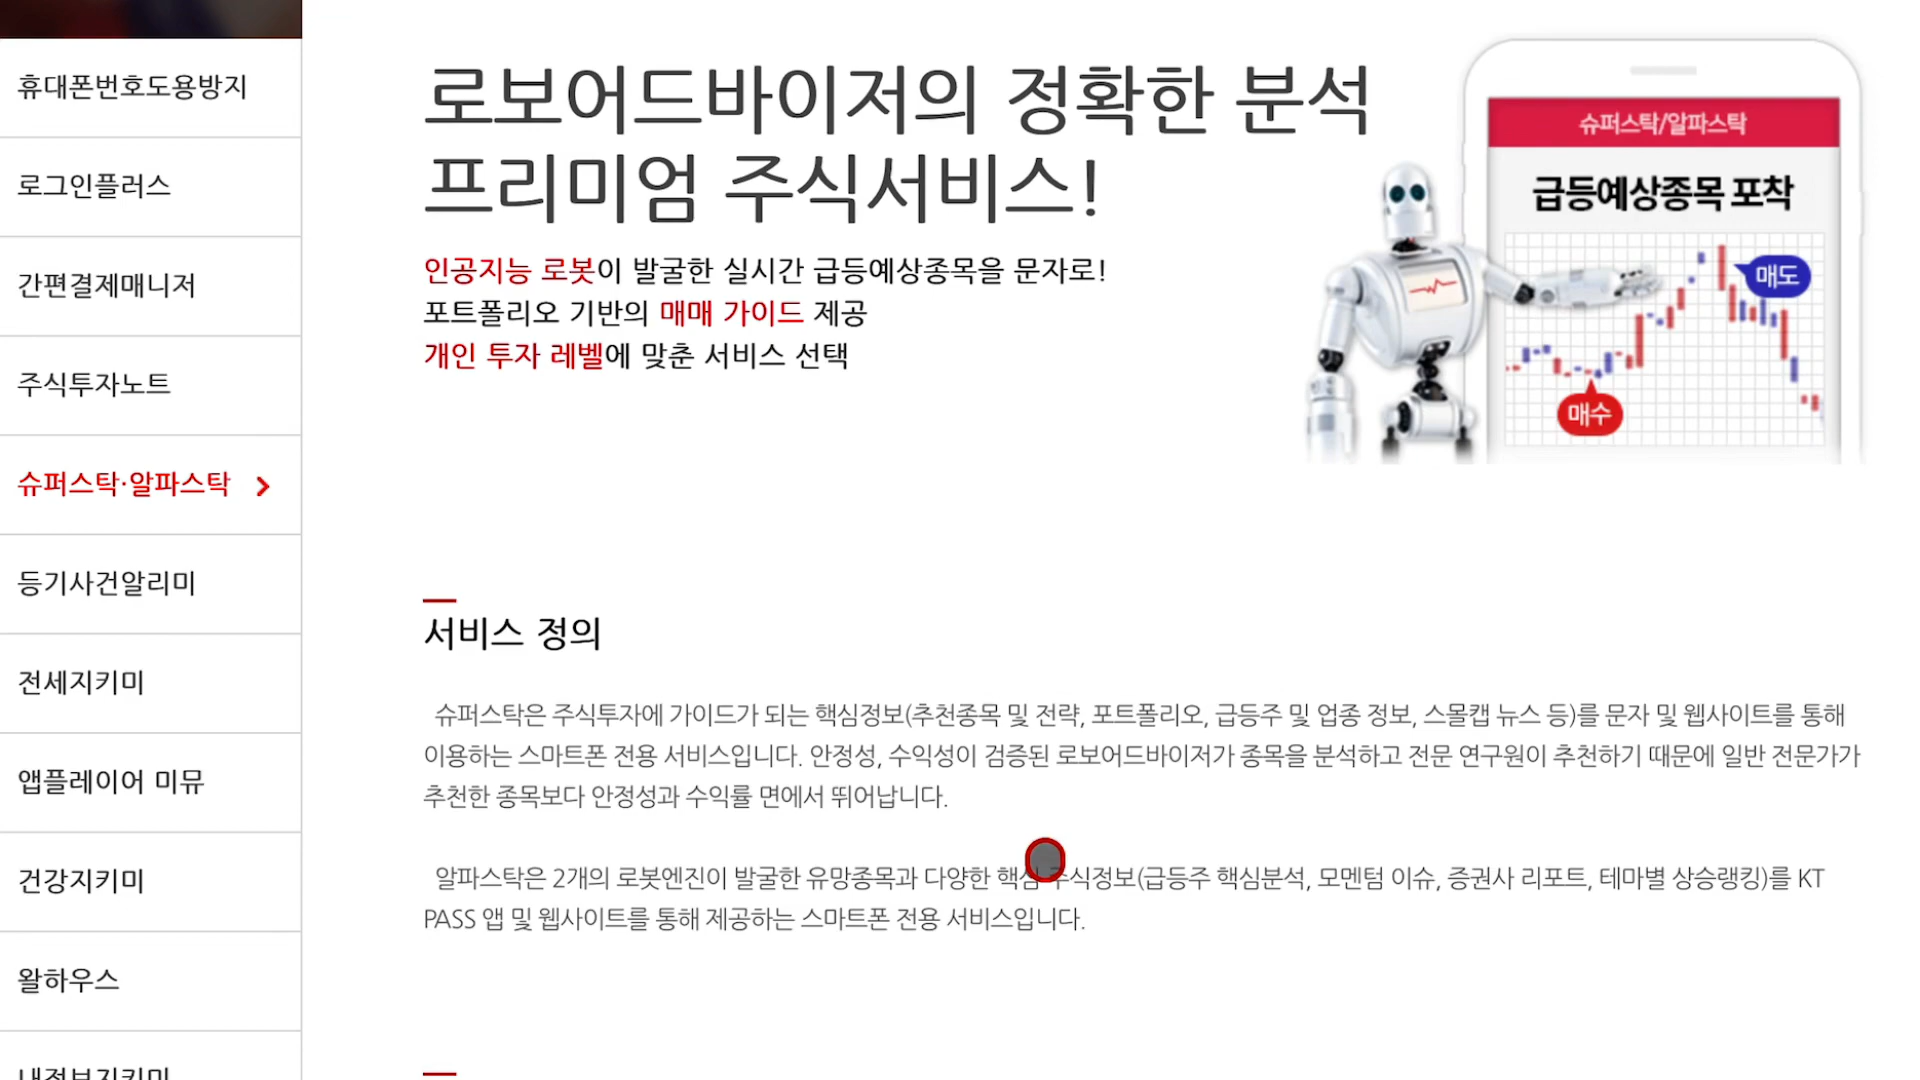 휴대폰번호도용방지
로그인플러스
간편결제매니저
주식투자노트
슈퍼스탁·알파스탁
등기사건알리미
전세지키미
앱플레이어 미뮤
건강지키미
왈하우스
내정보지키미
로보어드바이저의 정확한 분석
프리미엄 주식서비스!
인공지능 로봇이 발굴한 실시간 급등예상종목을 문자로!
포트폴리오 기반의 매매 가이드 제공
개인 투자 레벨에 맞춘 서비스 선택
슈퍼스탁/알파스탁
급등예상종목 포착
매도
매수
서비스 정의
슈퍼스탁은 주식투자에 가이드가 되는 핵심정보(추천종목 및 전략, 포트폴리오, 급등주 및 업종 정보, 스몰캡 뉴스 등)를 문자 및 웹사이트를 통해
이용하는 스마트폰 전용 서비스입니다. 안정성, 수익성이 검증된 로보어드바이저가 종목을 분석하고 전문 연구원이 추천하기 때문에 일반 전문가가
추천한 종목보다 안정성과 수익률 면에서 뛰어납니다.
알파스탁은 2개의 로봇엔진이 발굴한 유망종목과 다양한 핵심 주식정보(급등주 핵심분석, 모멘텀 이슈, 증권사 리포트, 테마별 상승랭킹)를 KT
PASS 앱 및 웹사이트를 통해 제공하는 스마트폰 전용 서비스입니다.